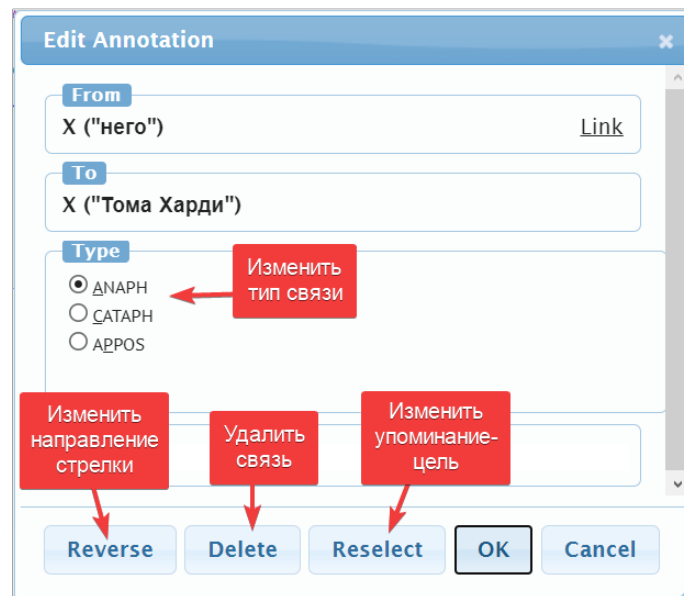 Edit Annotation
From
X ("него")
Link
To
X ("Тома Харди")
Type
ANAPH
CATAPH
APPOS
Изменить
тип связи
Изменить
направление
стрелки
Удалить
связь
Изменить
упоминание-
цель
Reverse
Delete
Reselect
OK
Cancel